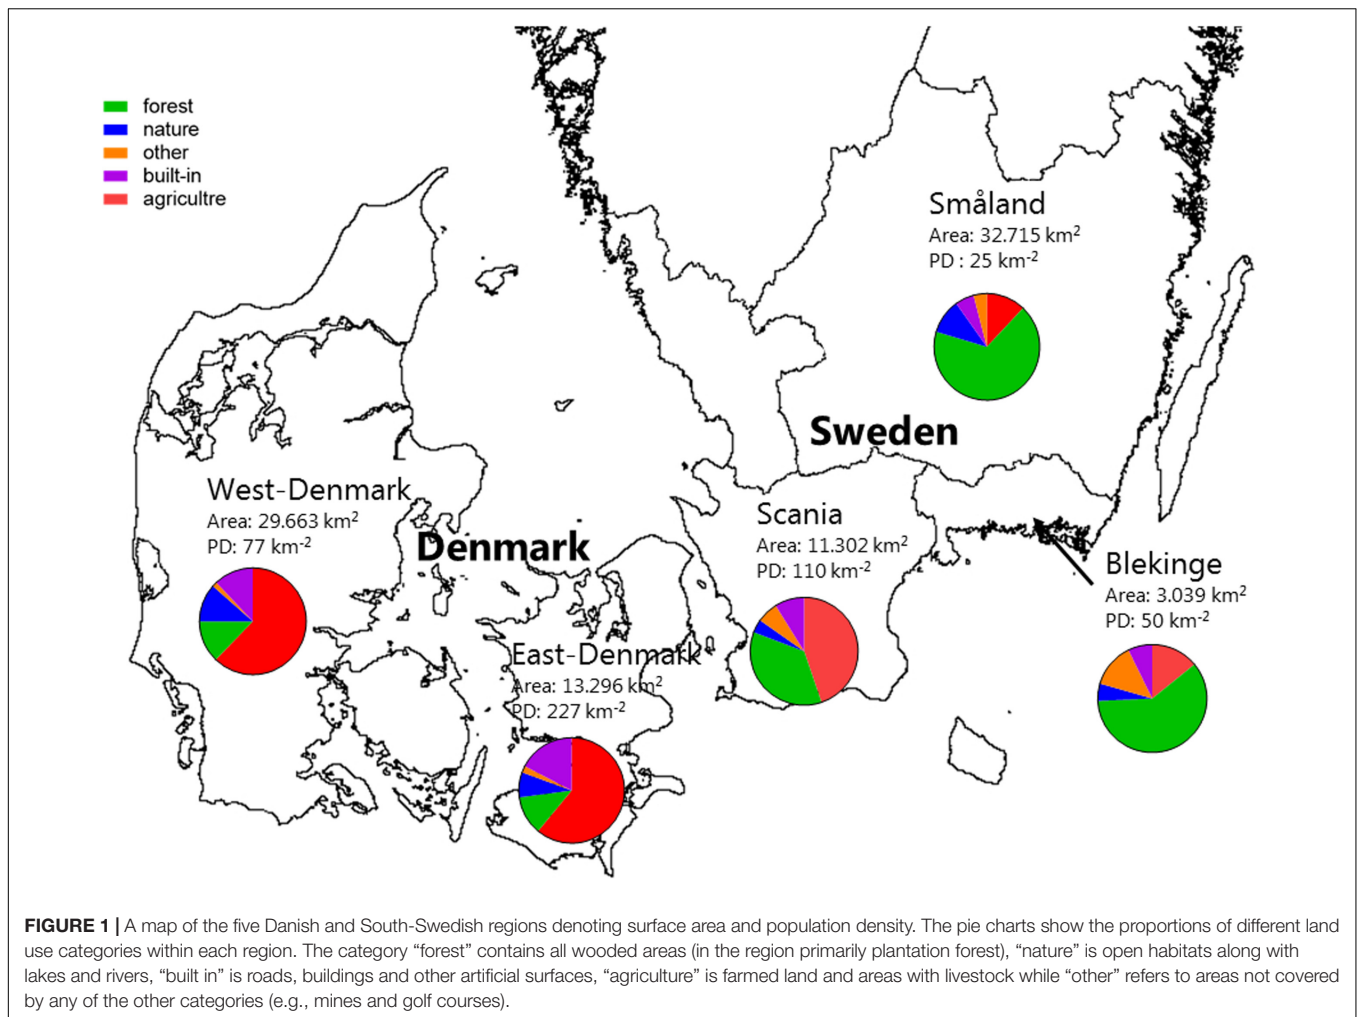 forest
nature
other
built-in
agricultre
Småland
Area: 32.715 km²
PD : 25 km⁻²
Sweden
West-Denmark
Area: 29.663 km²
PD: 77 km⁻²
Denmark
Scania
Area: 11.302 km²
PD: 110 km⁻²
Blekinge
Area: 3.039 km²
PD: 50 km⁻²
East-Denmark
Area: 13.296 km²
PD: 227 km⁻²
FIGURE 1 | A map of the five Danish and South-Swedish regions denoting surface area and population density. The pie charts show the proportions of different land
use categories within each region. The category “forest” contains all wooded areas (in the region primarily plantation forest), “nature” is open habitats along with
lakes and rivers, “built in” is roads, buildings and other artificial surfaces, “agriculture” is farmed land and areas with livestock while “other” refers to areas not covered
by any of the other categories (e.g., mines and golf courses).